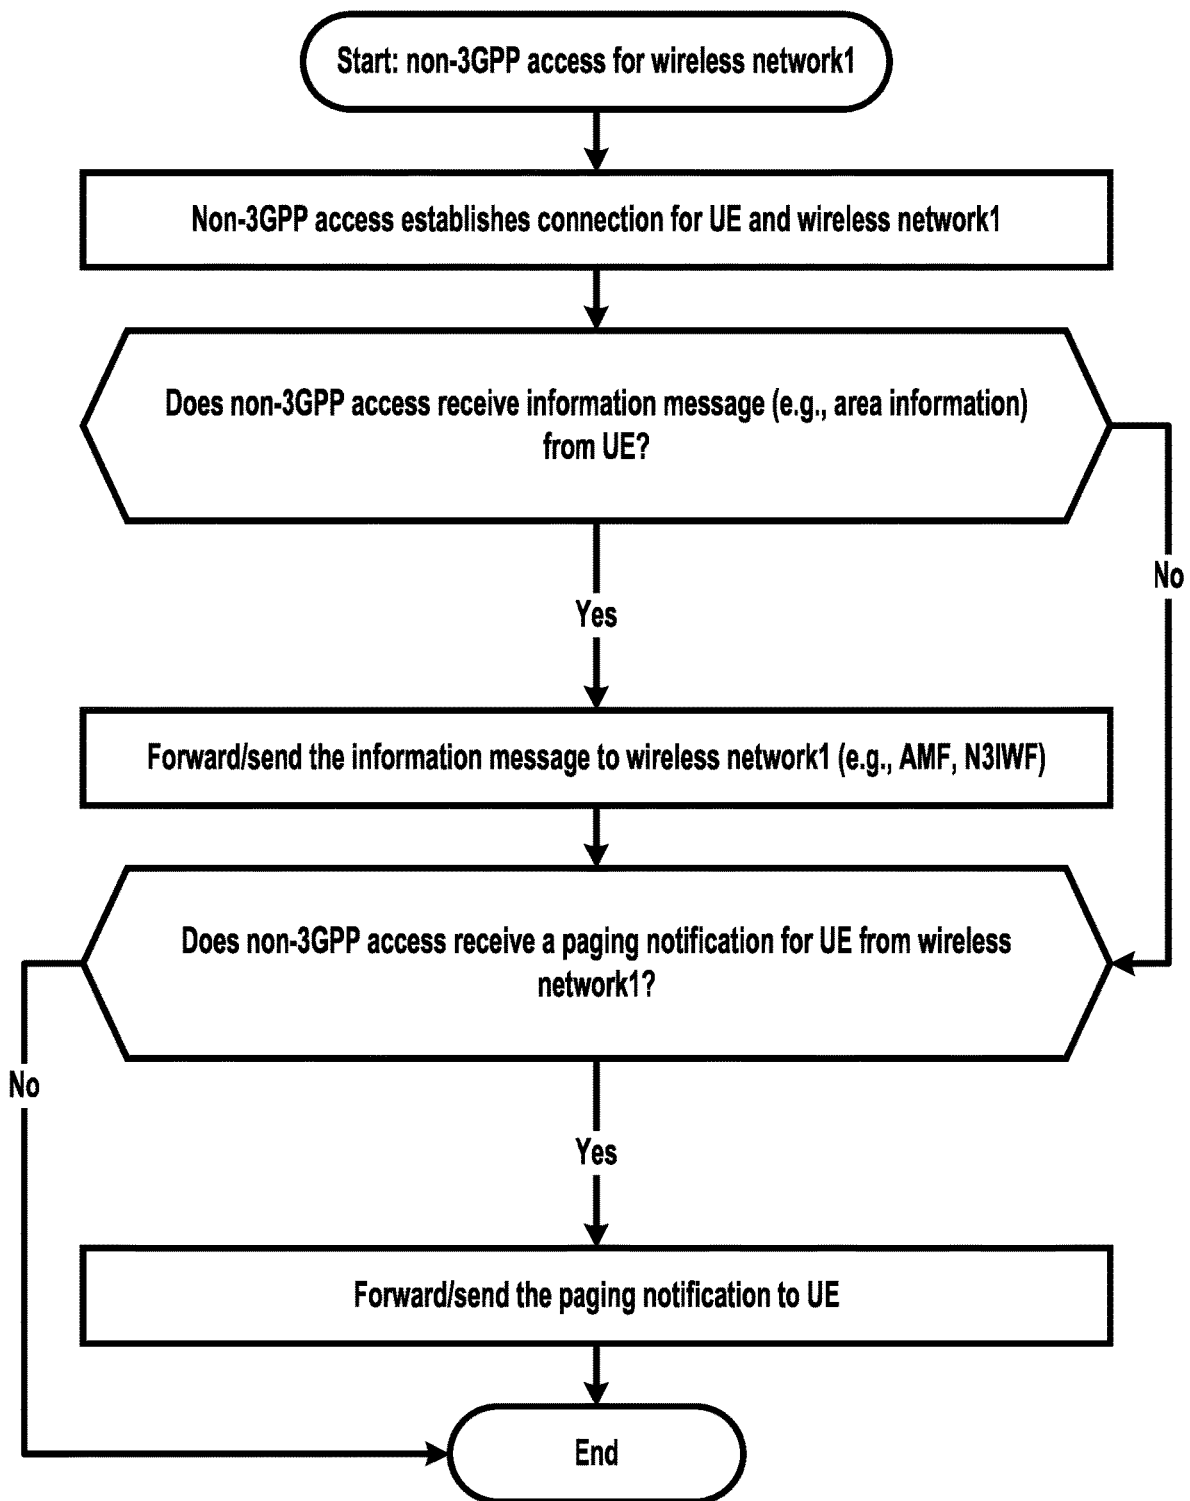 Start: non-3GPP access for wireless network1
Non-3GPP access establishes connection for UE and wireless network1
Does non-3GPP access receive information message (e.g., area information)
from UE?
No
Yes
Forward/send the information message to wireless network1 (e.g., AMF, N3IWF)
Does non-3GPP access receive a paging notification for UE from wireless
network1?
No
Yes
Forward/send the paging notification to UE
End